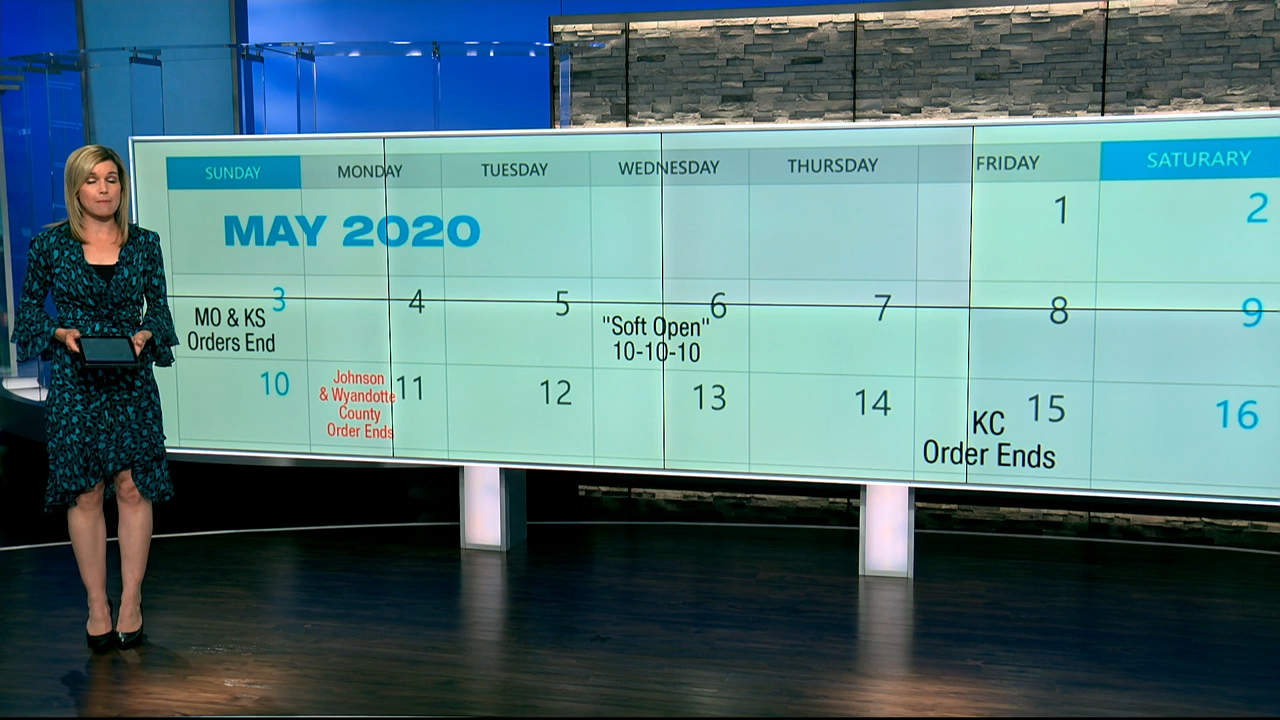 SUNDAY MONDAY TUESDAY WEDNESDAY THURSDAY FRIDAY SATURARY
MAY 2020
1 2
3 4 5 6 7 8 9
MO & KS
Orders End
"Soft Open"
10-10-10
10 11 12 13 14 15 16
Johnson
& Wyandotte
County
Order Ends
KC
Order Ends